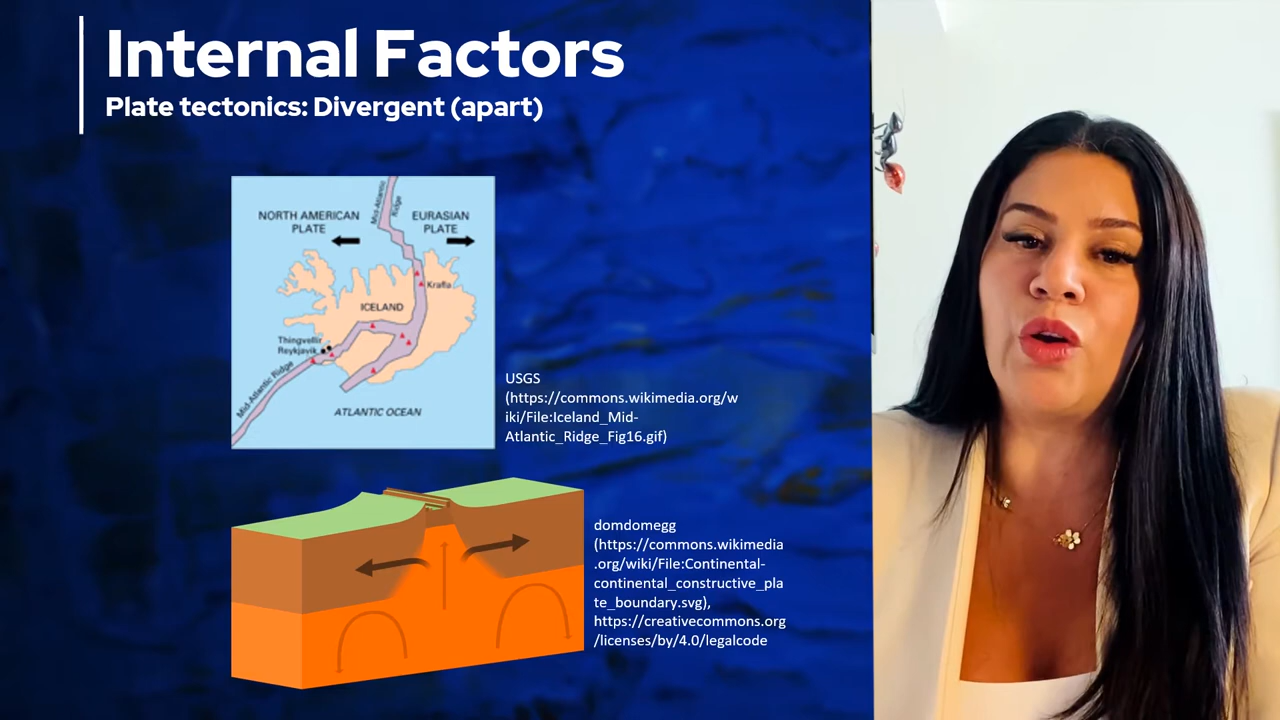 Internal Factors
Plate tectonics: Divergent (apart)
Mid-Atlantic
Ridge
NORTH AMERICAN
PLATE
EURASIAN
PLATE
Krafla
ICELAND
Thingvellir
Reykjavik
Mid-Atlantic Ridge
ATLANTIC OCEAN
USGS
(https://commons.wikimedia.org/w
iki/File:Iceland_Mid-
Atlantic_Ridge_Fig16.gif)
domdomegg
(https://commons.wikimedia
.org/wiki/File:Continental-
continental_constructive_pla
te_boundary.svg),
https://creativecommons.org
/licenses/by/4.0/legalcode